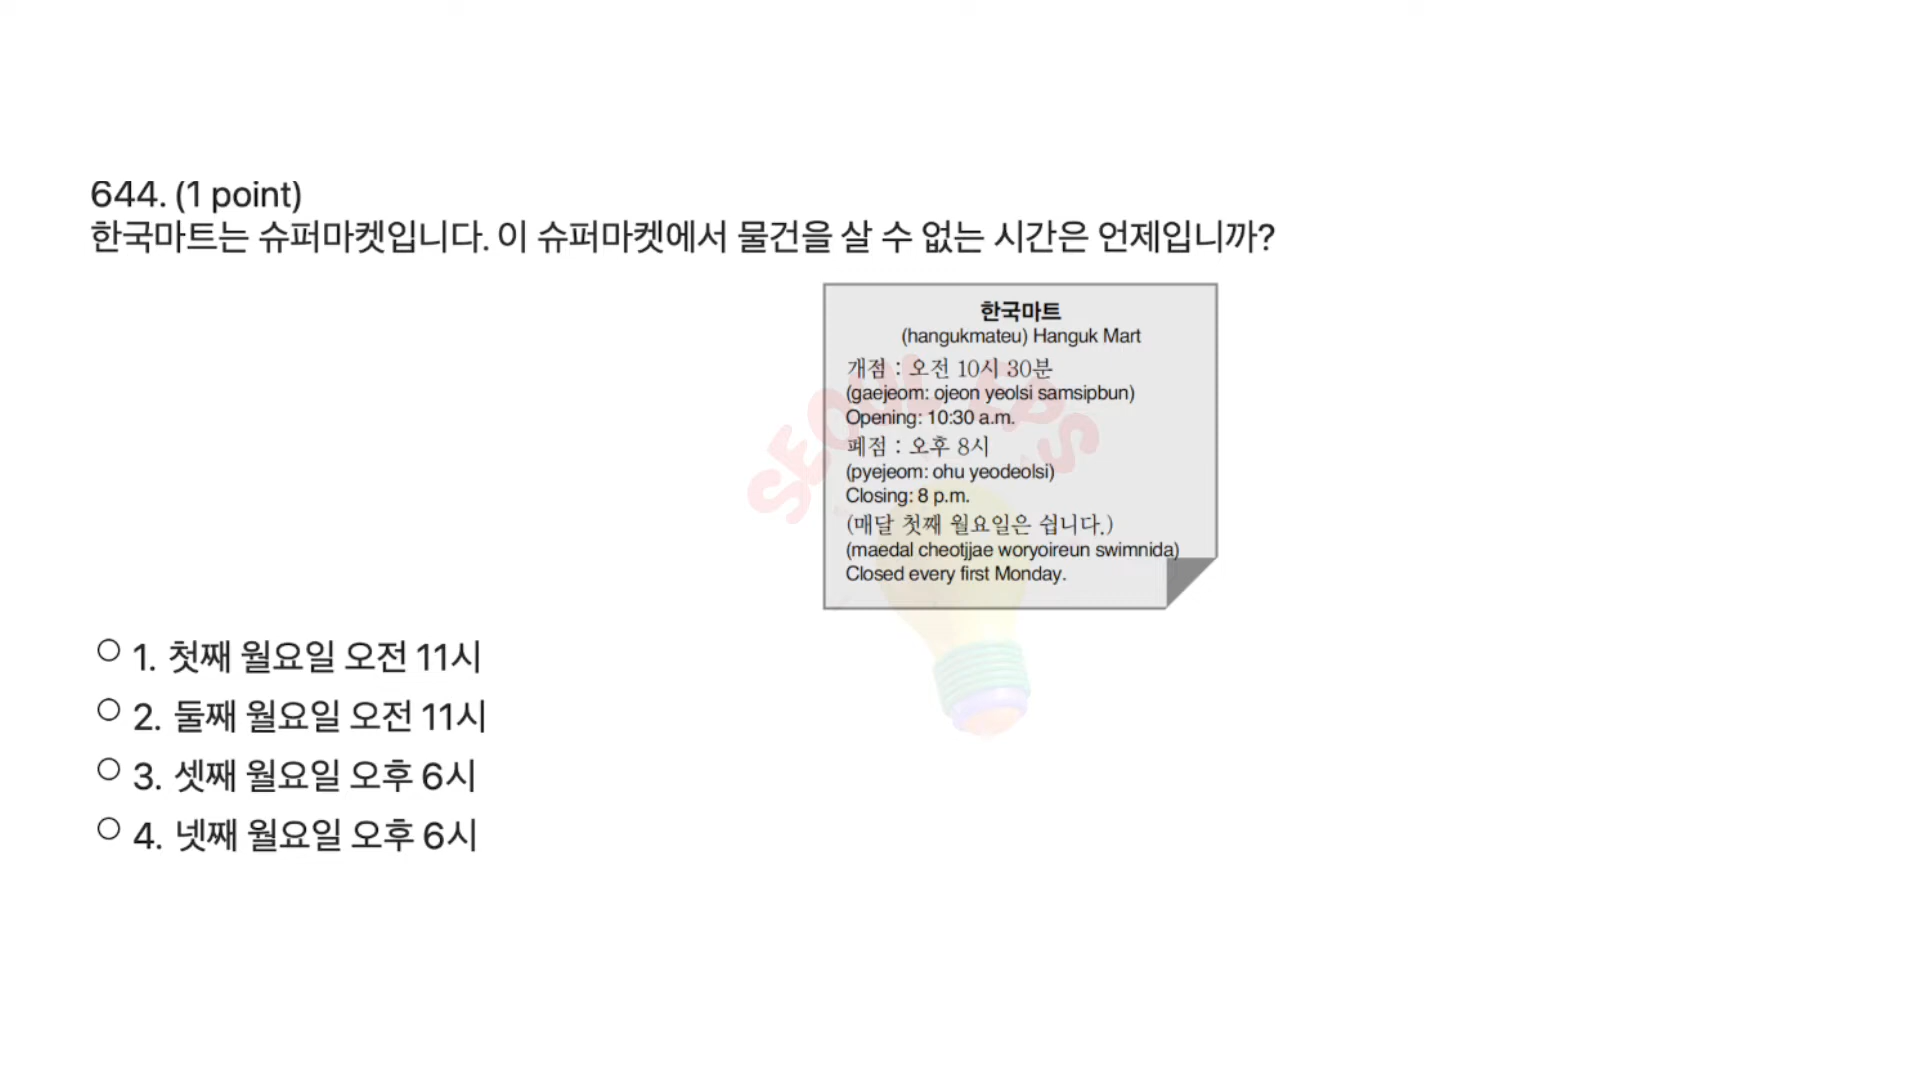 644. (1 point)
한국마트는 슈퍼마켓입니다. 이 슈퍼마켓에서 물건을 살 수 없는 시간은 언제입니까?
한국마트
(hangukmateu) Hanguk Mart
개점 : 오전 10시 30분
(gaejeom: ojeon yeolsi samsipbun)
Opening: 10:30 a.m.
폐점 : 오후 8시
(pyejeom: ohu yeodeolsi)
Closing: 8 p.m.
(매달 첫째 월요일은 쉽니다.)
(maedal cheotjjae woryoireun swimnida)
Closed every first Monday.
SEOUL EPS
1. 첫째 월요일 오전 11시
2. 둘째 월요일 오전 11시
3. 셋째 월요일 오후 6시
4. 넷째 월요일 오후 6시